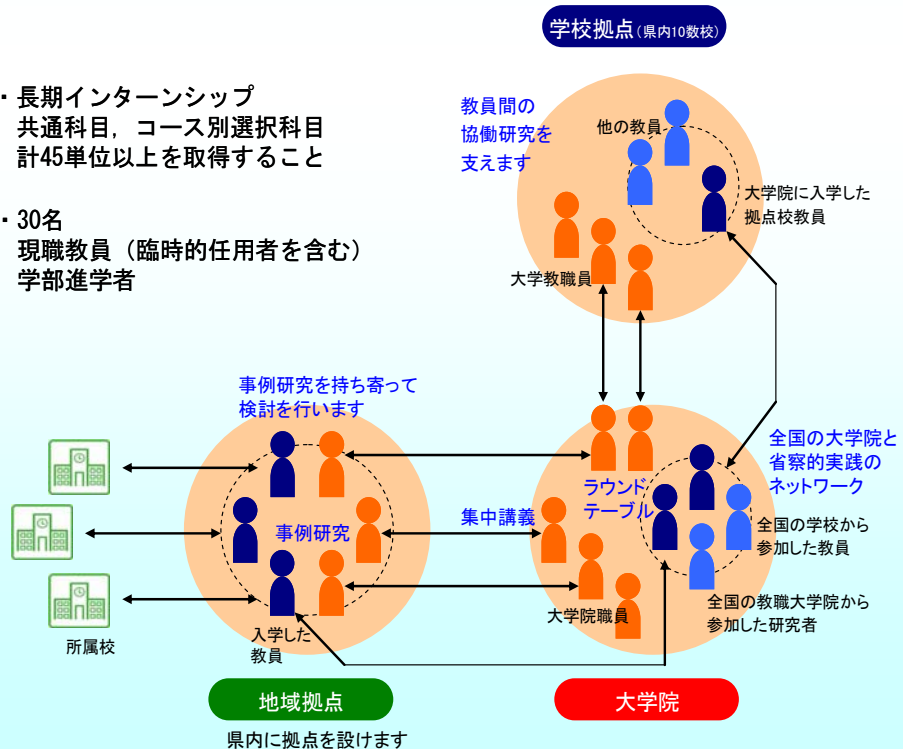 学校拠点(県内10数校)
・長期インターンシップ
共通科目，コース別選択科目
計45単位以上を取得すること
・30名
現職教員（臨時的任用者を含む）
学部進学者
教員間の
協働研究を
支えます
他の教員
大学院に入学した
拠点校教員
大学教職員
事例研究を持ち寄って
検討を行います
全国の大学院と
省察的実践の
ネットワーク
ラウンド
テーブル
集中講義
事例研究
全国の学校から
参加した教員
全国の教職大学院から
参加した研究者
大学院職員
入学した
教員
所属校
地域拠点
大学院
県内に拠点を設けます